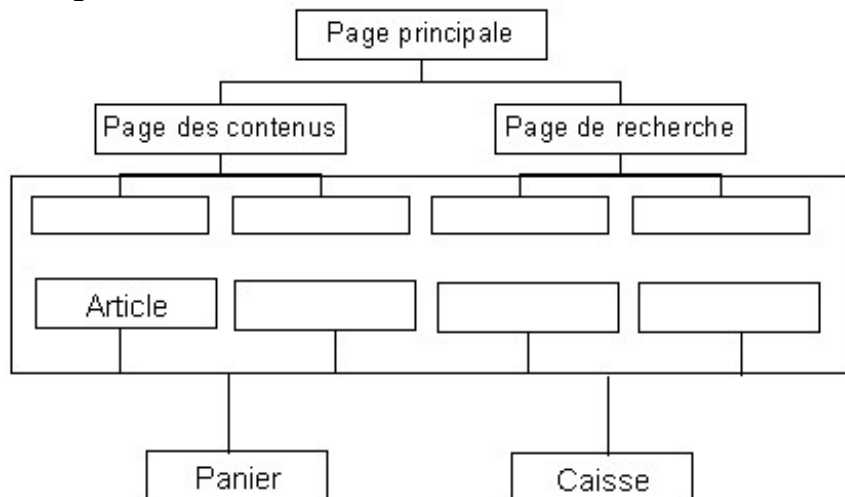 Page principale
Page des contenus
Page de recherche
Article
Panier
Caisse